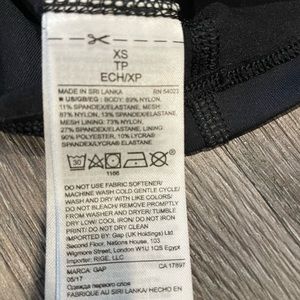 XS
TP
ECH/XP
MADE IN SRI LANKA RN 54023
US/GB/EG : BODY: 89% NYLON,
11% SPANDEX/ELASTANE, MESH:
87% NYLON, 13% ELASTANE,
MESH LINING: 73% NYLON,
27% SPANDEX/ELASTANE, LINING:
90% POLYESTER, 10% LYCRA®
SPANDEX/LYCRA® ELASTANE
30
1166
DO NOT USE FABRIC SOFTENER/
MACHINE WASH COLD GENTLE CYCLE/
WASH AND DRY WITH LIKE COLORS/
DO NOT BLEACH REMOVE PROMPTLY
FROM WASHER AND DRYER/ TUMBLE
DRY LOW/ COOL IRON/ DO NOT IRON
TRIM/ DO NOT DRY CLEAN
Imported by: Gap (UK Holdings) Ltd
Second Floor, Nations House, 103
Wigmore Street, London W1U 1QS Egypt
Importer: RIGE, LLC
MARCA: GAP CA 17897
05/17
Одежда первого слоя
FABRIQUE AU SRI LANKA/ HECHO EN